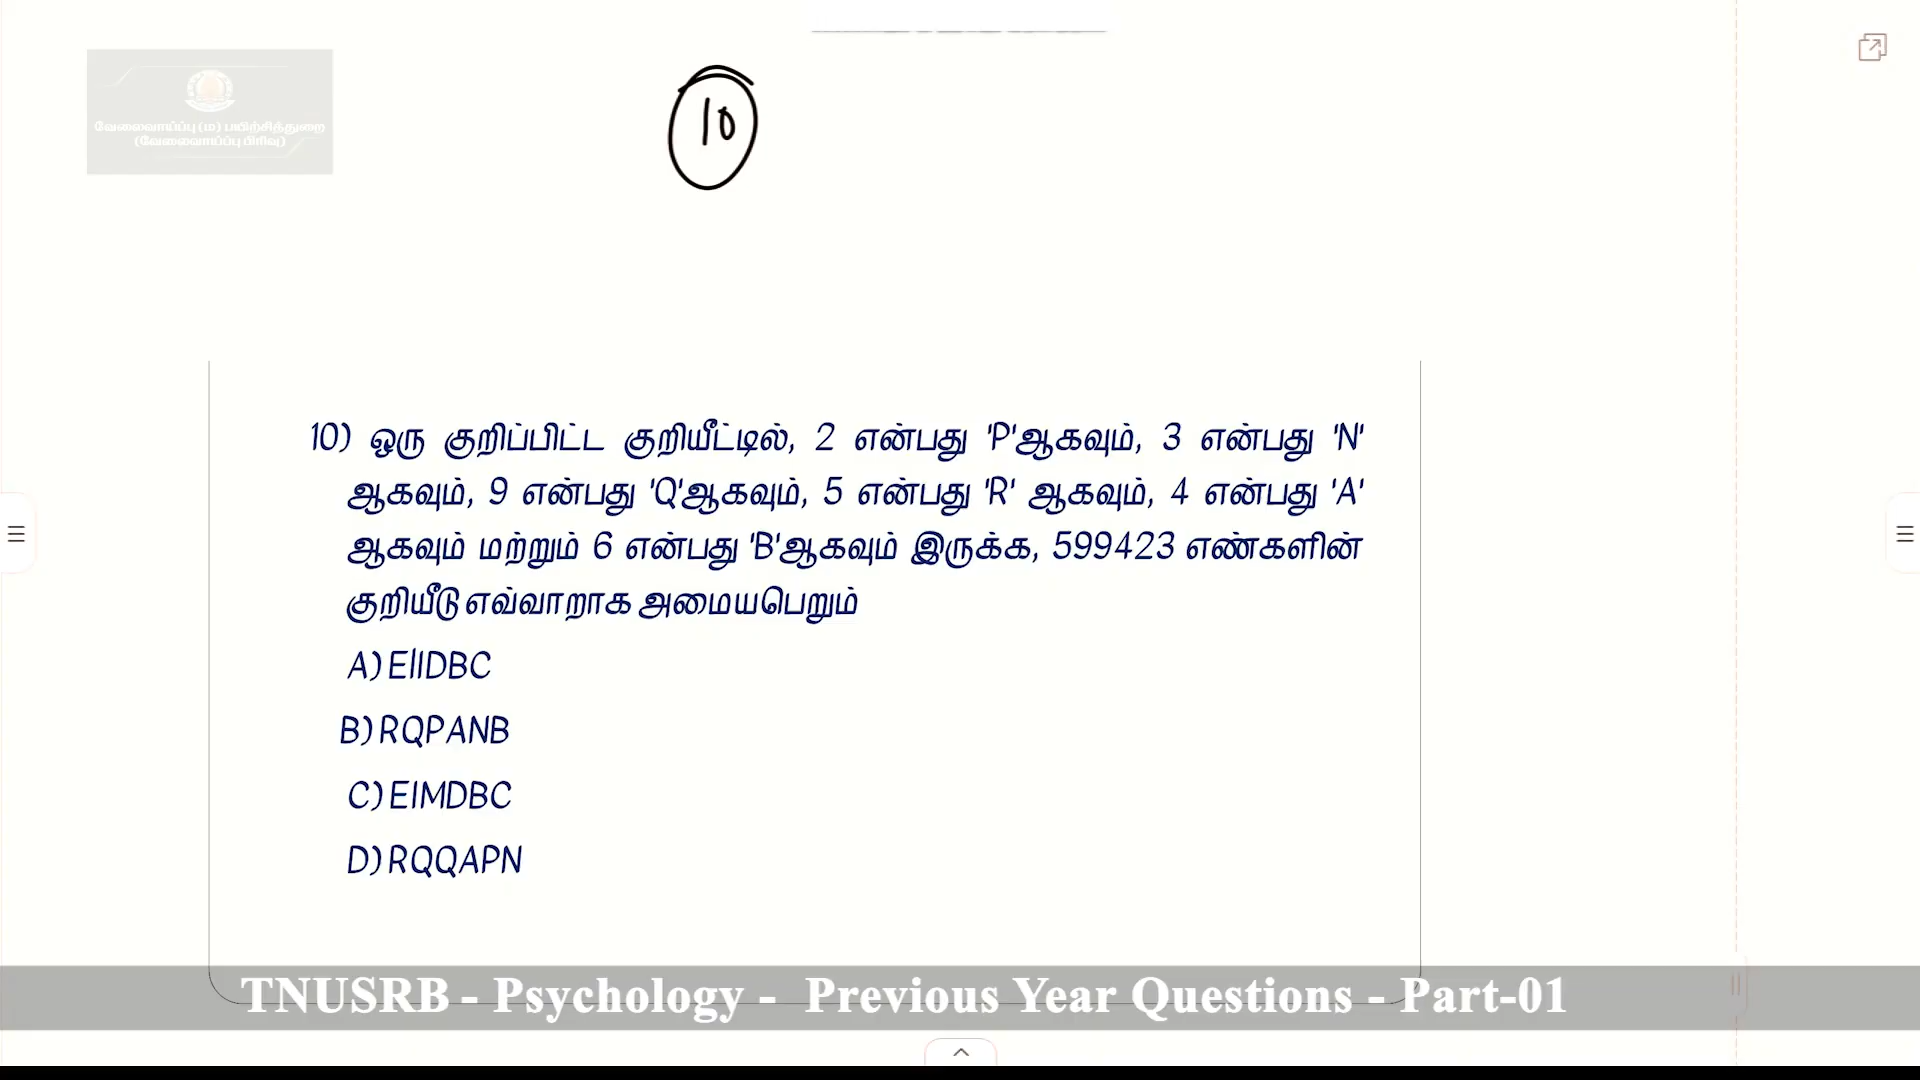 வேலைவாய்ப்பு (ம) பயிற்சித்துறை
(வேலைவாய்ப்பு பிரிவு)
10
10) ஒரு குறிப்பிட்ட குறியீட்டில், 2 என்பது 'P'ஆகவும், 3 என்பது 'N'
ஆகவும், 9 என்பது 'Q'ஆகவும், 5 என்பது 'R' ஆகவும், 4 என்பது 'A'
ஆகவும் மற்றும் 6 என்பது 'B'ஆகவும் இருக்க, 599423 எண்களின்
குறியீடு எவ்வாறாக அமையபெறும்
A) EIIDBC
B) RQPANB
C) EIMDBC
D) RQQAPN
TNUSRB - Psychology - Previous Year Questions - Part-01